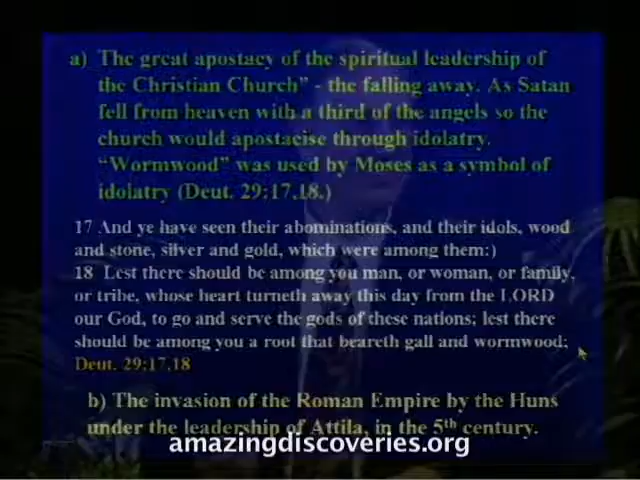 a) The great apostacy of the spiritual leadership of
the Christian Church” - the falling away. As Satan
fell from heaven with a third of the angels so the
church would apostacise through idolatry.
“Wormwood” was used by Moses as a symbol of
idolatry (Deut. 29:17,18.)
17 And ye have seen their abominations, and their idols, wood
and stone, silver and gold, which were among them:)
18 Lest there should be among you man, or woman, or family,
or tribe, whose heart turneth away this day from the LORD
our God, to go and serve the gods of these nations; lest there
should be among you a root that beareth gall and wormwood;
Deut. 29:17,18
b) The invasion of the Roman Empire by the Huns
under the leadership of Attila, in the 5th century.
amazingdiscoveries.org